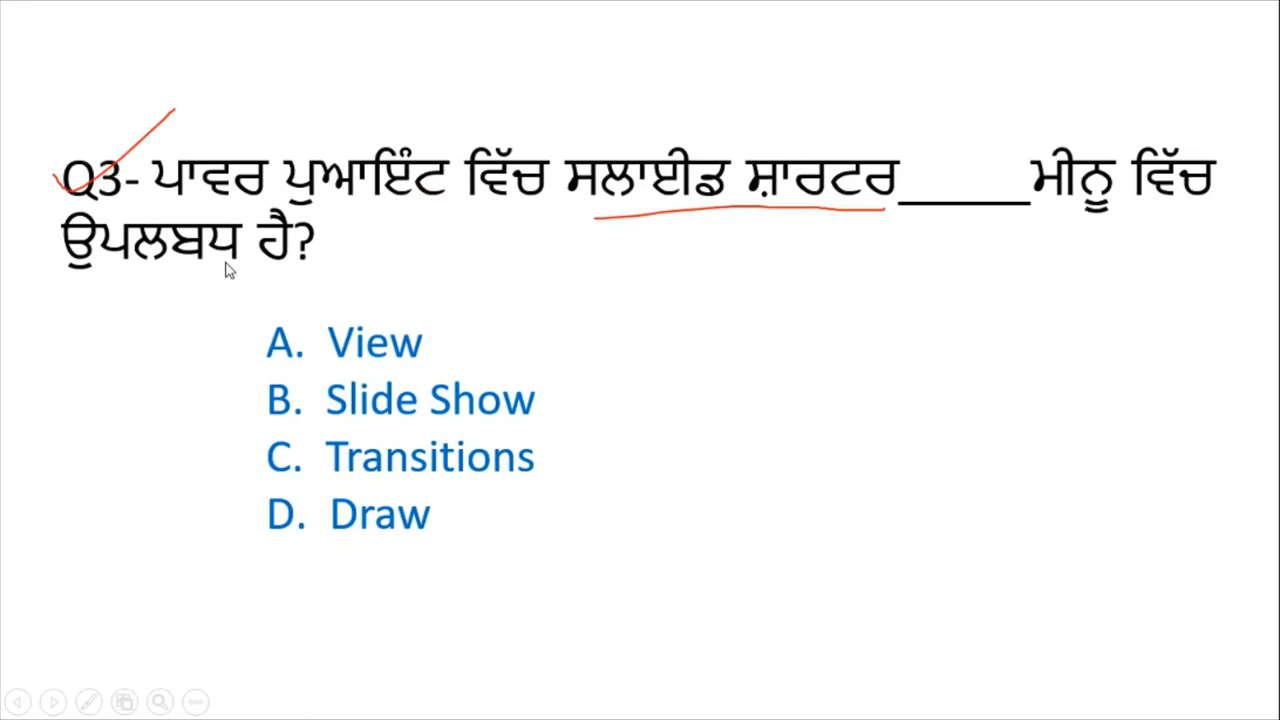 Q3- ਪਾਵਰ ਪੁਆਇੰਟ ਵਿੱਚ ਸਲਾਈਡ ਸ਼ਾਰਟਰ______ਮੀਨੂ ਵਿੱਚ
ਉਪਲਬਧ ਹੈ?
A. View
B. Slide Show
C. Transitions
D. Draw